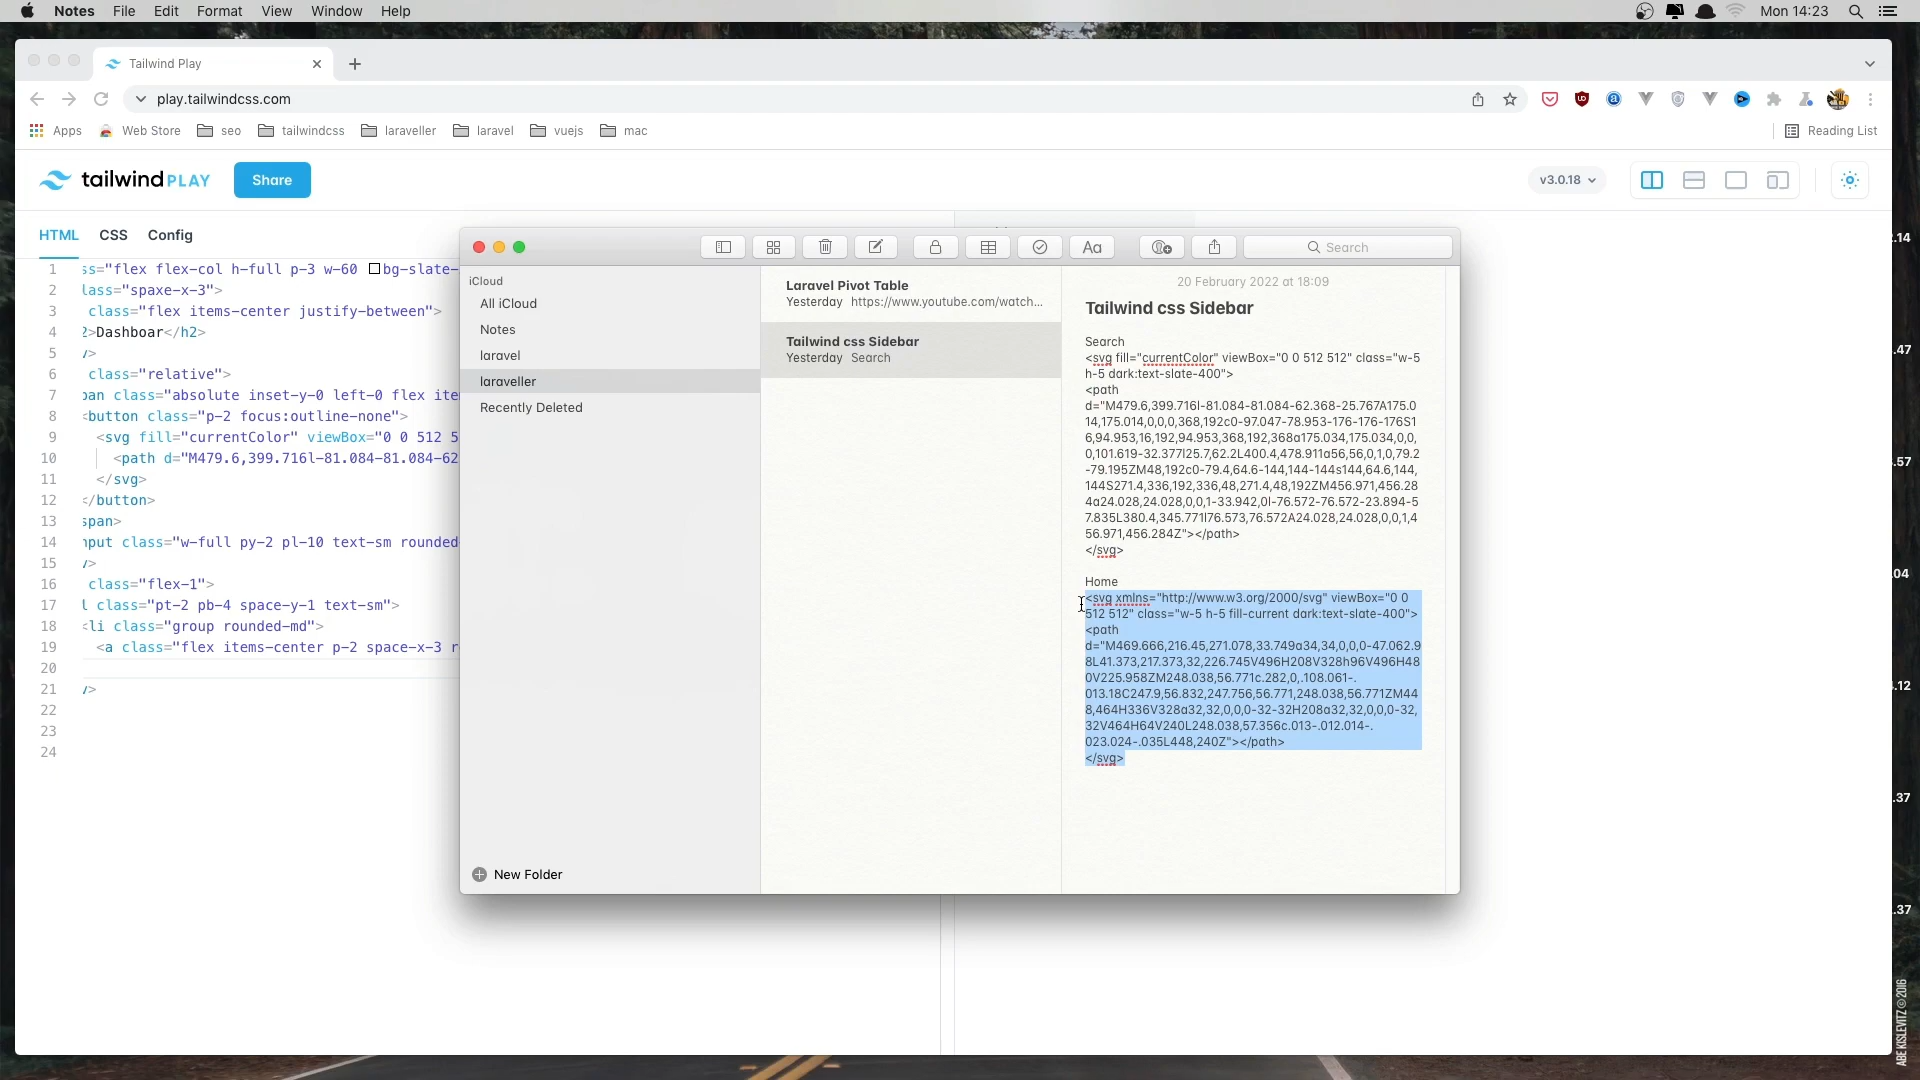 Notes File Edit Format View Window Help
Mon 14:23
Tailwind Play
play.tailwindcss.com
Apps Web Store seo tailwindcss laraveller laravel vuejs mac
Reading List
tailwind PLAY
Share
v3.0.18
HTML CSS Config
1 ss="flex flex-col h-full p-3 w-60 bg-slate-
2 lass="spaxe-x-3">
3 class="flex items-center justify-between">
4 2>Dashboar</h2>
5 />
6 class="relative">
7 pan class="absolute inset-y-0 left-0 flex ite
8 <button class="p-2 focus:outline-none">
9 <svg fill="currentColor" viewBox="0 0 512 5
10 <path d="M479.6,399.716l-81.084-81.084-62
11 </svg>
12 </button>
13 span>
14 nput class="w-full py-2 pl-10 text-sm rounded
15 />
16 class="flex-1">
17 l class="pt-2 pb-4 space-y-1 text-sm">
18 <li class="group rounded-md">
19 <a class="flex items-center p-2 space-x-3 r
20
21 />
22
23
24
Search
iCloud
All iCloud
Notes
laravel
laraveller
Recently Deleted
New Folder
Laravel Pivot Table
Yesterday https://www.youtube.com/watch...
Tailwind css Sidebar
Yesterday Search
20 February 2022 at 18:09
Tailwind css Sidebar
Search
<svg fill="currentColor" viewBox="0 0 512 512" class="w-5
h-5 dark:text-slate-400">
<path
d="M479.6,399.716l-81.084-81.084-62.368-25.767A175.0
14,175.014,0,0,0,368,192c0-97.047-78.953-176-176-176S1
6,94.953,16,192,94.953,368,192,368a175.034,175.034,0,0,
0,101.619-32.377l25.7,62.2L400.4,478.911a56,56,0,1,0,79.2
-79.195ZM48,192c0-79.4,64.6-144,144-144s144,64.6,144,
144S271.4,336,192,336,48,271.4,48,192ZM456.971,456.28
4a24.028,24.028,0,0,1-33.942,0l-76.572-76.572-23.894-5
7.835L380.4,345.771l76.573,76.572A24.028,24.028,0,0,1,4
56.971,456.284Z"></path>
</svg>
Home
<svg xmlns="http://www.w3.org/2000/svg" viewBox="0 0
512 512" class="w-5 h-5 fill-current dark:text-slate-400">
<path
d="M469.666,216.45,271.078,33.749a34,34,0,0,0-47.062.9
8L41.373,217.373,32,226.745V496H208V328h96V496H48
0V225.958ZM248.038,56.771c.282,0,.108.061-.
013.18C247.9,56.832,247.756,56.771,248.038,56.771ZM44
8,464H336V328a32,32,0,0,0-32-32H208a32,32,0,0,0-32,
32V464H64V240L248.038,57.356c.013-.012.014-.
023.024-.035L448,240Z"></path>
</svg>
.14
.47
.57
04
.12
.37
.37
ABE KISLEVITZ ©2016